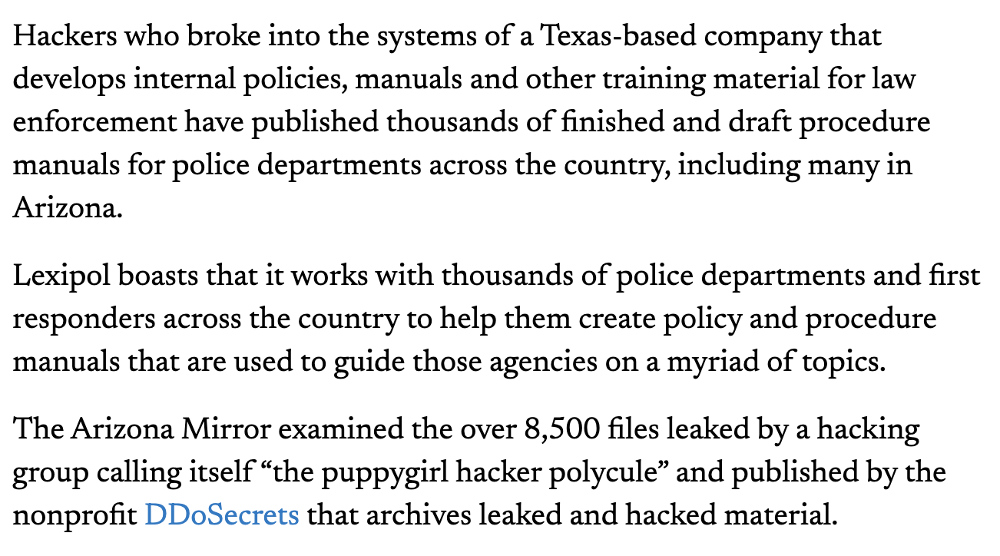 Hackers who broke into the systems of a Texas-based company that
develops internal policies, manuals and other training material for law
enforcement have published thousands of finished and draft procedure
manuals for police departments across the country, including many in
Arizona.
Lexipol boasts that it works with thousands of police departments and first
responders across the country to help them create policy and procedure
manuals that are used to guide those agencies on a myriad of topics.
The Arizona Mirror examined the over 8,500 files leaked by a hacking
group calling itself “the puppygirl hacker polycule” and published by the
nonprofit DDoSecrets that archives leaked and hacked material.